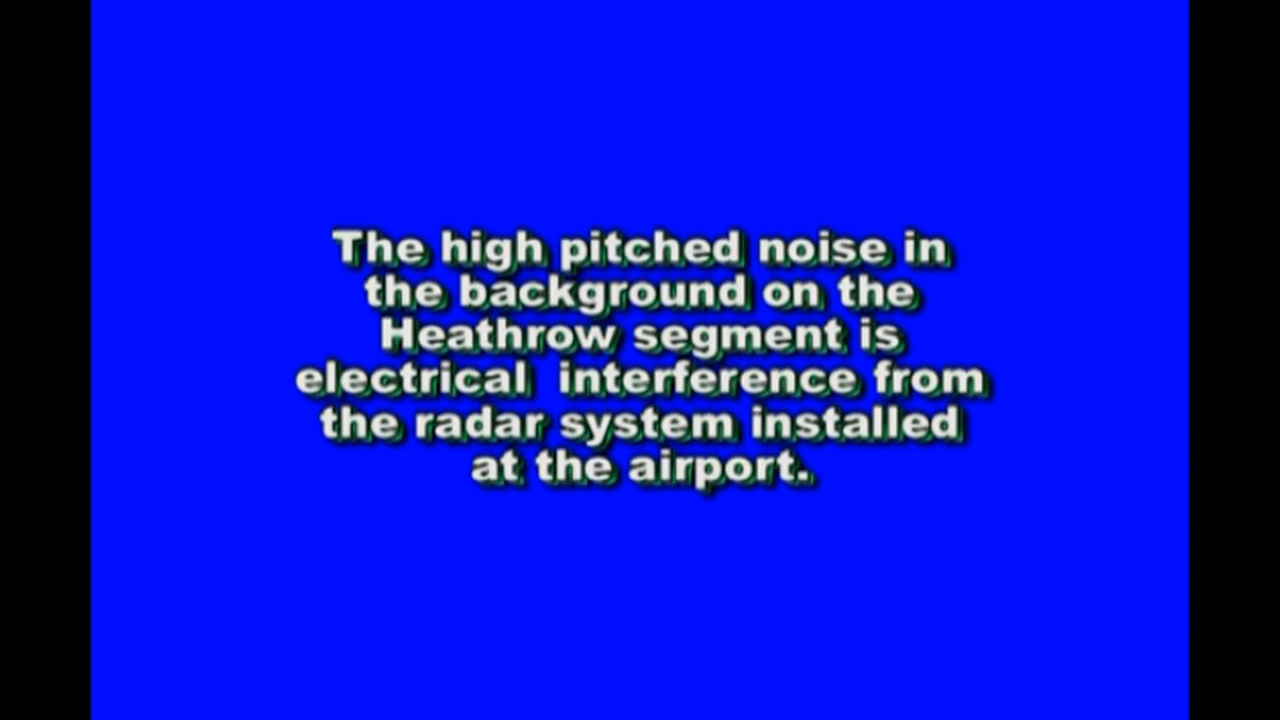 The high pitched noise in
the background on the
Heathrow segment is
electrical  interference from
the radar system installed
at the airport.